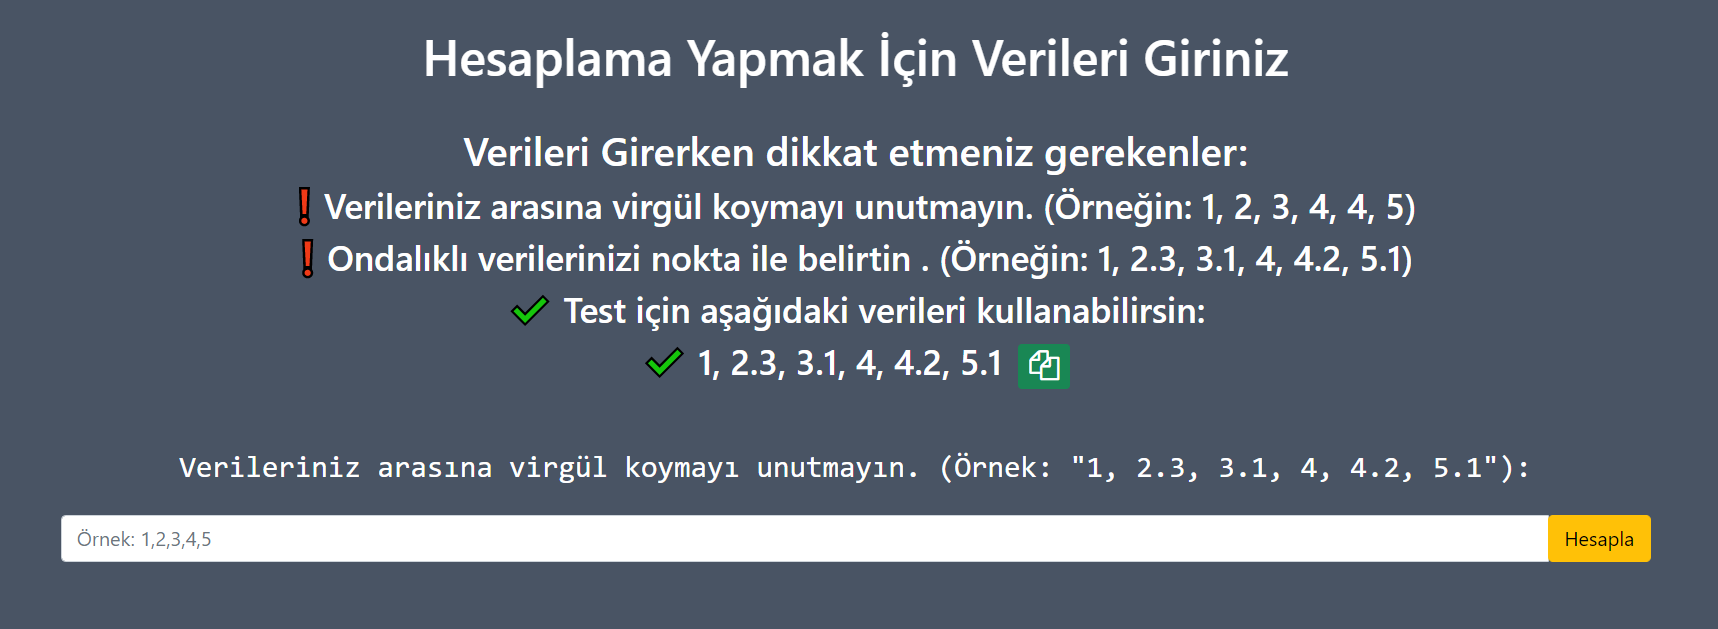 Hesaplama Yapmak İçin Verileri Giriniz
Verileri Girerken dikkat etmeniz gerekenler:
❗Verileriniz arasına virgül koymayı unutmayın. (Örneğin: 1, 2, 3, 4, 4, 5)
❗Ondalıklı verilerinizi nokta ile belirtin . (Örneğin: 1, 2.3, 3.1, 4, 4.2, 5.1)
✔ Test için aşağıdaki verileri kullanabilirsin:
✔ 1, 2.3, 3.1, 4, 4.2, 5.1
Verileriniz arasına virgül koymayı unutmayın. (Örnek: "1, 2.3, 3.1, 4, 4.2, 5.1"):
Örnek: 1,2,3,4,5 Hesapla